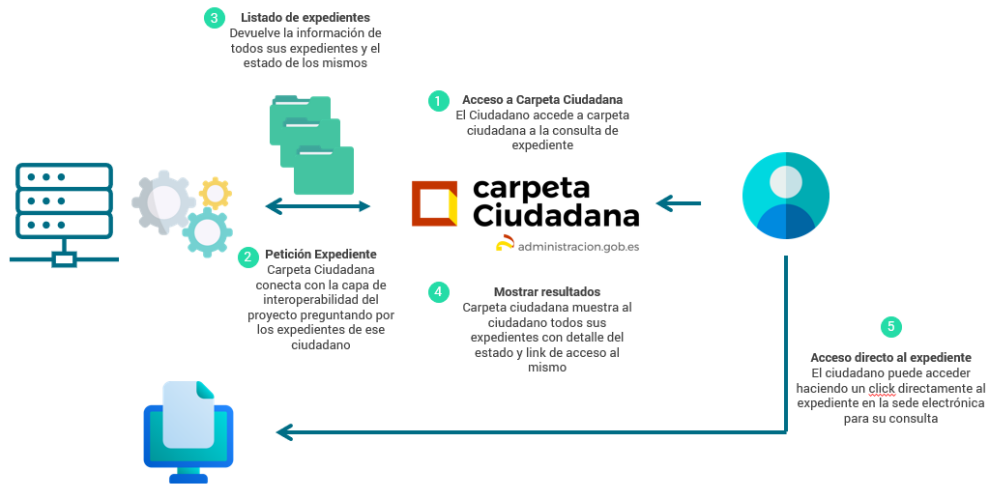 3
Listado de expedientes
Devuelve la información de
todos sus expedientes y el
estado de los mismos
1
Acceso a Carpeta Ciudadana
El Ciudadano accede a carpeta
ciudadana a la consulta de
expediente
carpeta
Ciudadana
administracion.gob.es
2
Petición Expediente
Carpeta Ciudadana
conecta con la capa de
interoperabilidad del
proyecto preguntando por
los expedientes de ese
ciudadano
4
Mostrar resultados
Carpeta ciudadana muestra al
ciudadano todos sus
expedientes con detalle del
estado y link de acceso al
mismo
5
Acceso directo al expediente
El ciudadano puede acceder
haciendo un click directamente al
expediente en la sede electrónica
para su consulta